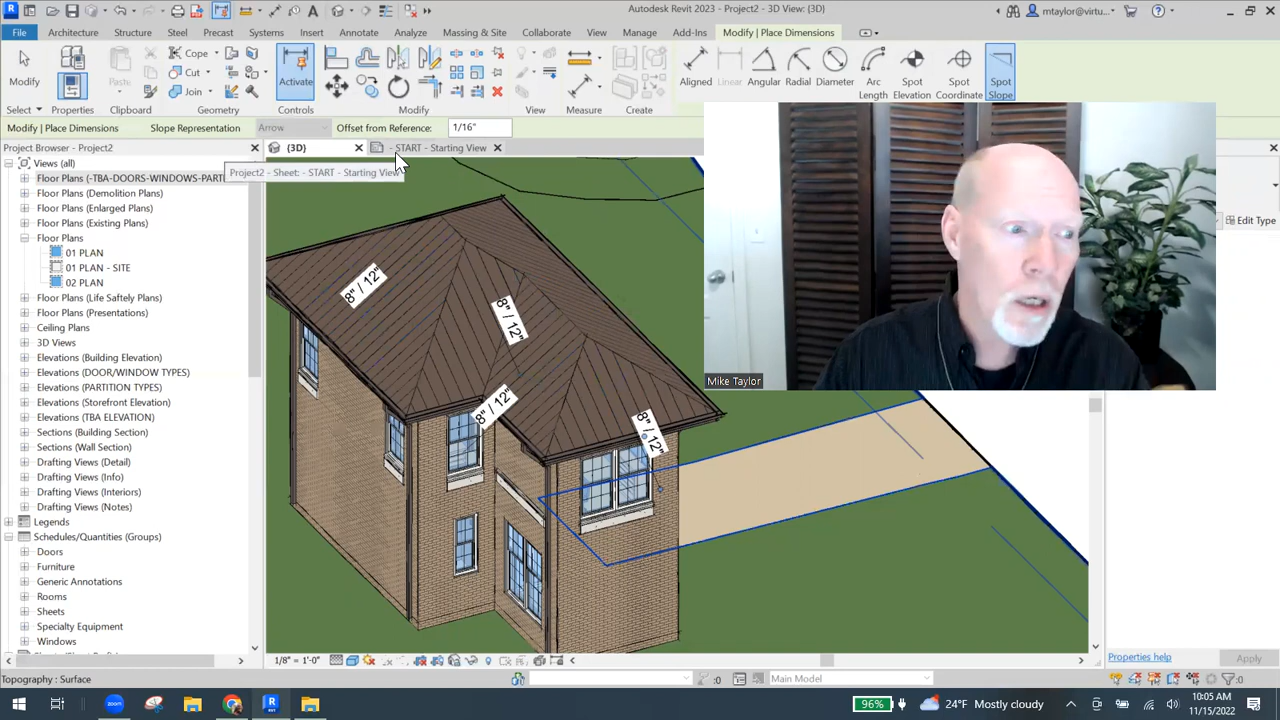 Autodesk Revit 2023 - Project2 - 3D View: {3D}
mtaylor@virtu...
File Architecture Structure Steel Precast Systems Insert Annotate Analyze Massing & Site Collaborate View Manage Add-Ins Modify | Place Dimensions
Modify Paste Cope Cut Join Activate Aligned Linear Angular Radial Diameter Arc Length Spot Elevation Spot Coordinate Spot Slope
Select Properties Clipboard Geometry Controls Modify View Measure Create
Modify | Place Dimensions Slope Representation Arrow Offset from Reference: 1/16"
Project Browser - Project2
{3D}
- START - Starting View
Project2 - Sheet: - START - Starting View
Views (all)
Floor Plans (-TBA-DOORS-WINDOWS-PARTI
Floor Plans (Demolition Plans)
Floor Plans (Enlarged Plans)
Floor Plans (Existing Plans)
Floor Plans
01 PLAN
01 PLAN - SITE
02 PLAN
Floor Plans (Life Saftely Plans)
Floor Plans (Presentations)
Ceiling Plans
3D Views
Elevations (Building Elevation)
Elevations (DOOR/WINDOW TYPES)
Elevations (PARTITION TYPES)
Elevations (Storefront Elevation)
Elevations (TBA ELEVATION)
Sections (Building Section)
Sections (Wall Section)
Drafting Views (Detail)
Drafting Views (Info)
Drafting Views (Interiors)
Drafting Views (Notes)
Legends
Schedules/Quantities (Groups)
Doors
Furniture
Generic Annotations
Rooms
Sheets
Specialty Equipment
Windows
8" / 12"
8" / 12"
8" / 12"
8" / 12"
Mike Taylor
Edit Type
Properties help
Apply
1/8" = 1'-0"
Topography : Surface
:0
Main Model
:0
96%
24°F Mostly cloudy
10:05 AM
11/15/2022